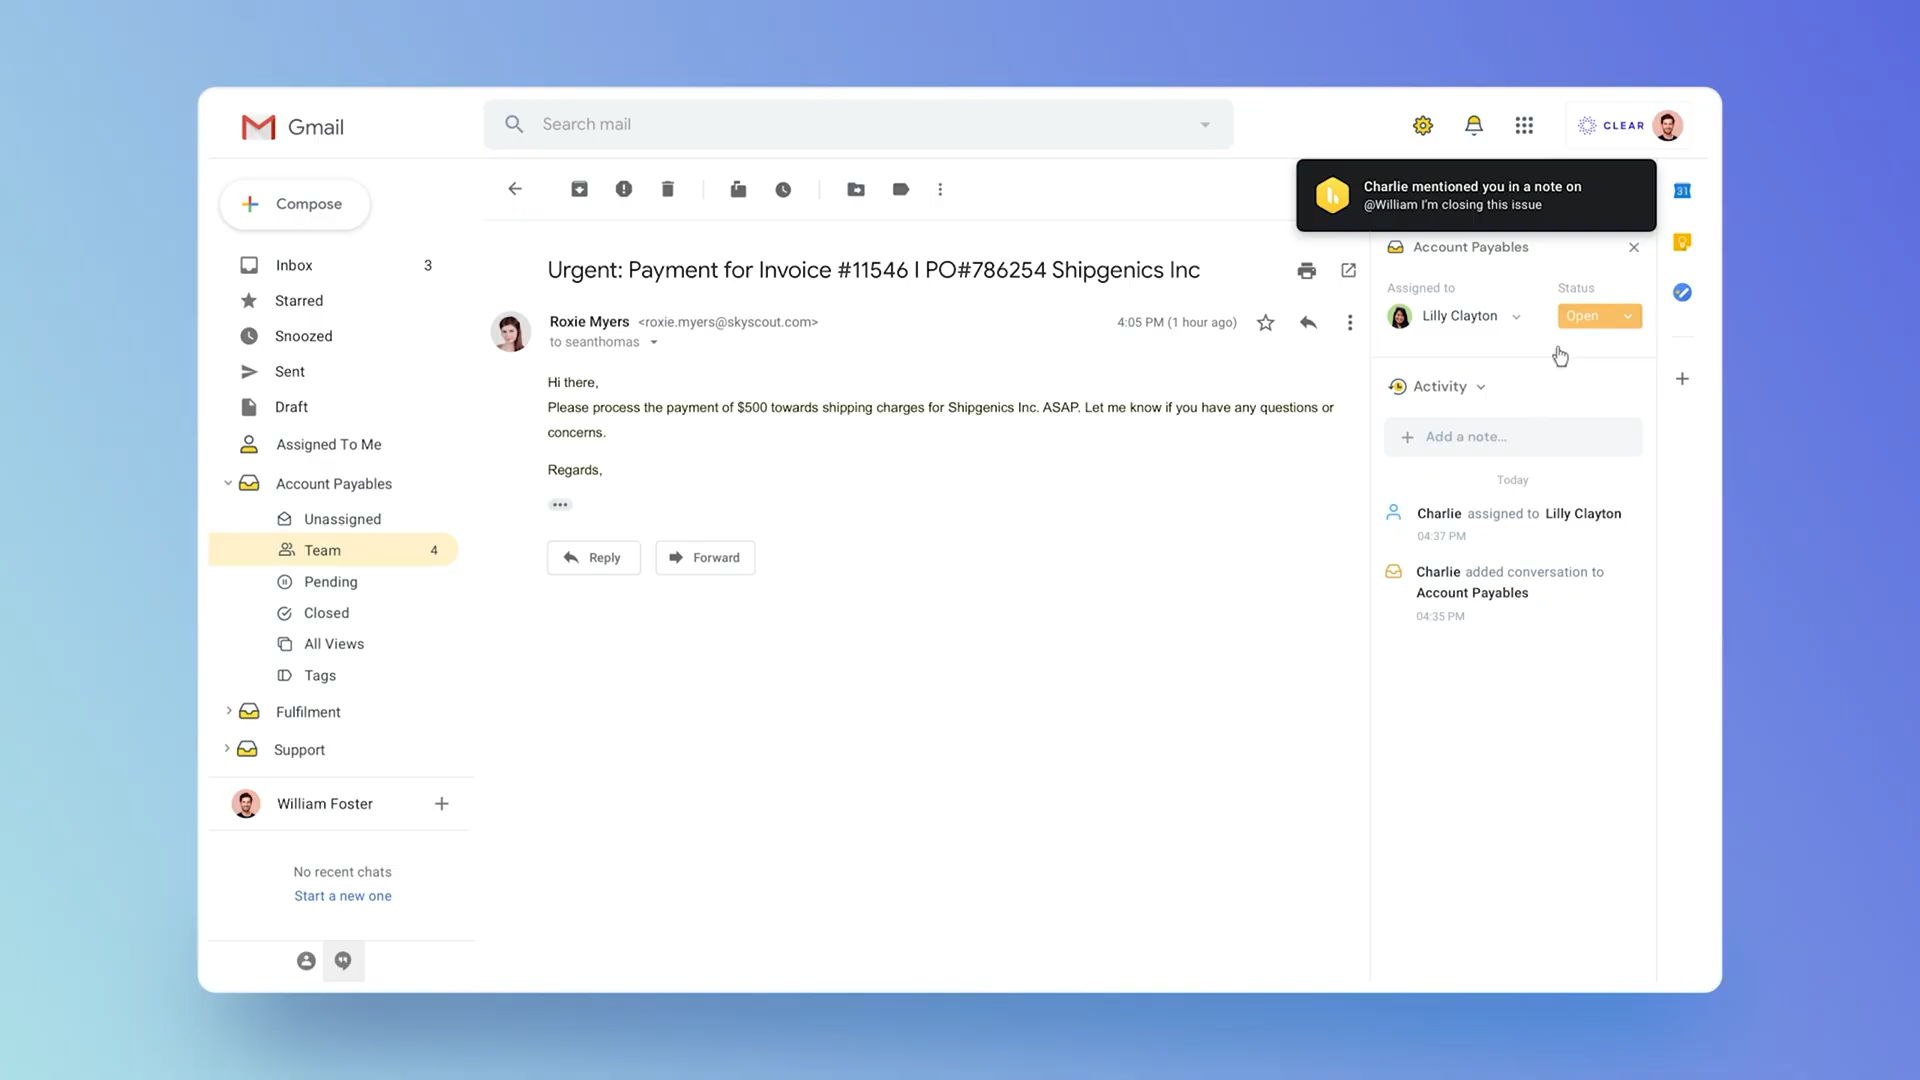 Gmail
Search mail
CLEAR
Charlie mentioned you in a note on
@William I'm closing this issue
31
Compose
Inbox 3
Starred
Snoozed
Sent
Draft
Assigned To Me
Account Payables
Unassigned
Team 4
Pending
Closed
All Views
Tags
Fulfilment
Support
William Foster
No recent chats
Start a new one
Urgent: Payment for Invoice #11546 I PO#786254 Shipgenics Inc
Roxie Myers <roxie.myers@skyscout.com>
4:05 PM (1 hour ago)
to seanthomas
Hi there,
Please process the payment of $500 towards shipping charges for Shipgenics Inc. ASAP. Let me know if you have any questions or
concerns.
Regards,
Reply
Forward
Account Payables
Assigned to Status
Lilly Clayton Open
Activity
Add a note...
Today
Charlie assigned to Lilly Clayton
04:37 PM
Charlie added conversation to
Account Payables
04:35 PM